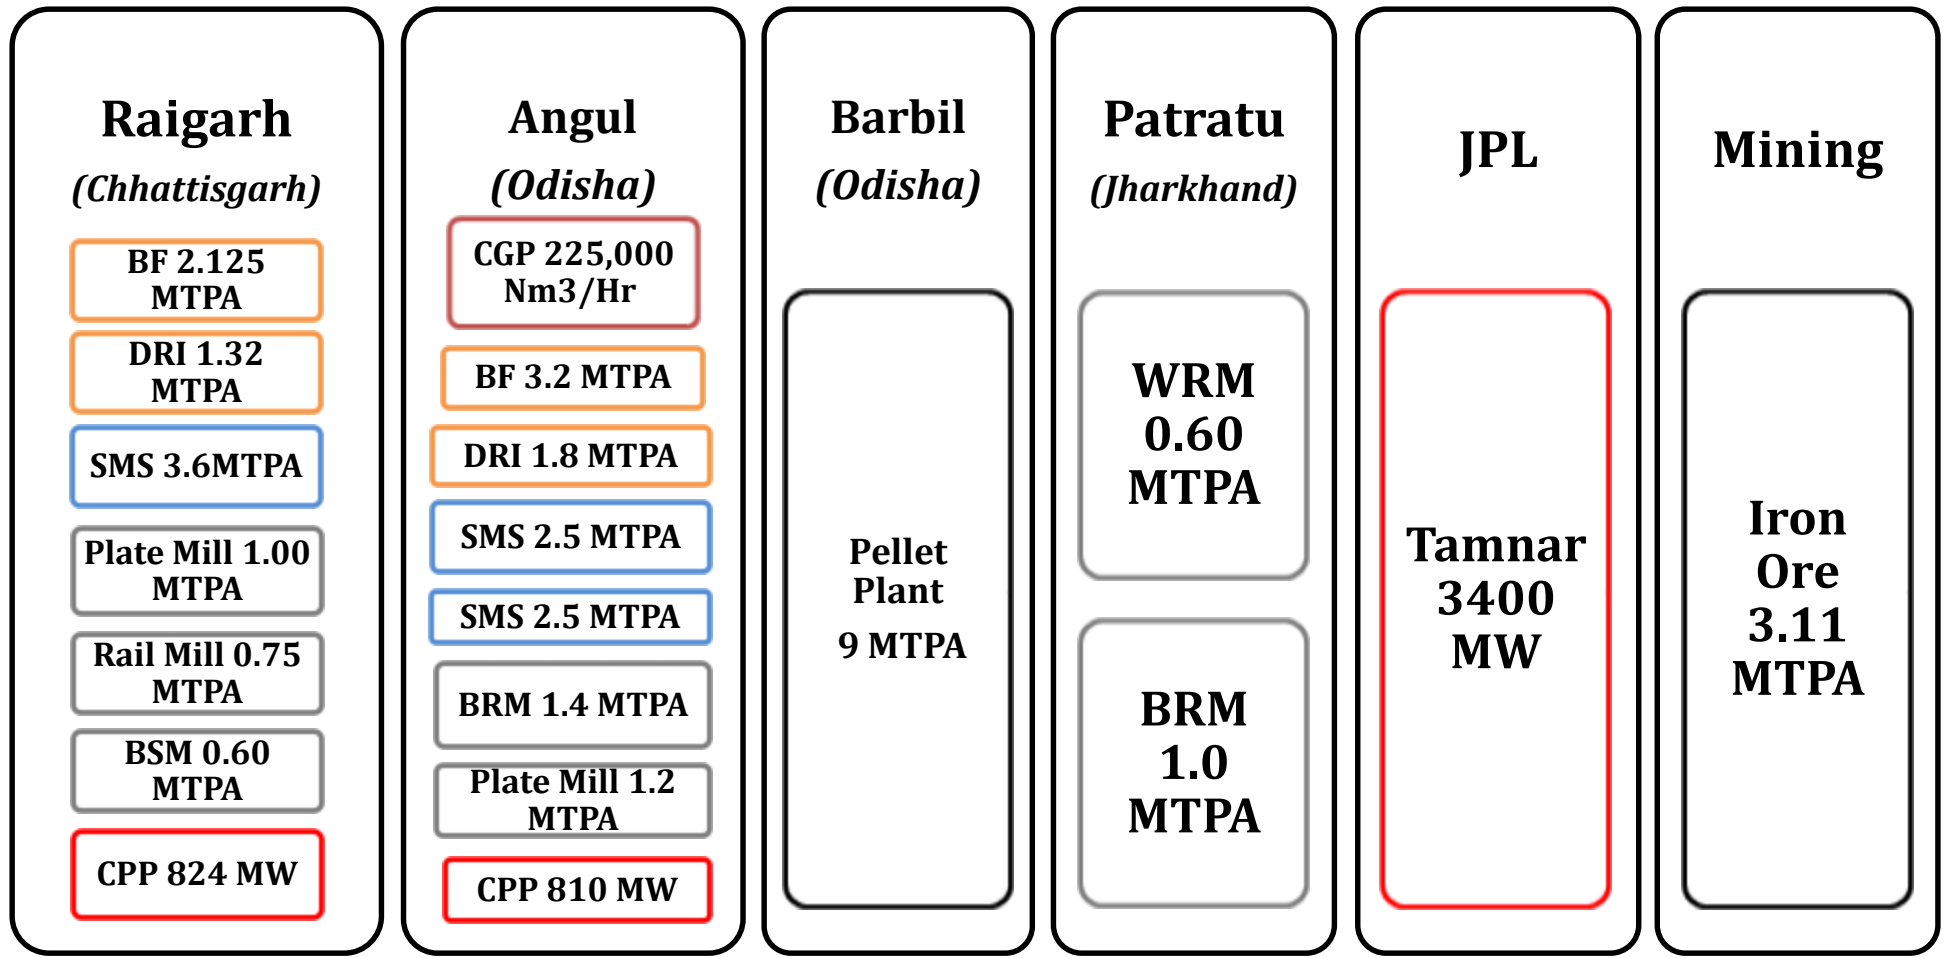 Raigarh
(Chhattisgarh)
BF 2.125
MTPA
DRI 1.32
MTPA
SMS 3.6MTPA
Plate Mill 1.00
MTPA
Rail Mill 0.75
MTPA
BSM 0.60
MTPA
CPP 824 MW
Angul
(Odisha)
CGP 225,000
Nm3/Hr
BF 3.2 MTPA
DRI 1.8 MTPA
SMS 2.5 MTPA
SMS 2.5 MTPA
BRM 1.4 MTPA
Plate Mill 1.2
MTPA
CPP 810 MW
Barbil
(Odisha)
Pellet
Plant
9 MTPA
Patratu
(Jharkhand)
WRM
0.60
MTPA
BRM
1.0
MTPA
JPL
Tamnar
3400
MW
Mining
Iron
Ore
3.11
MTPA